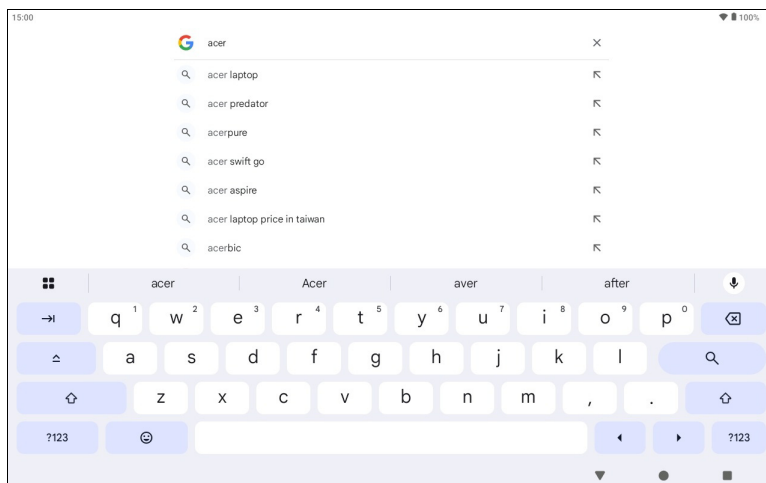 15:00 100%
acer
acer laptop
acer predator
acerpure
acer swift go
acer aspire
acer laptop price in taiwan
acerbic
acer Acer aver after
q 1 w 2 e 3 r 4 t 5 y 6 u 7 i 8 o 9 p 0
a s d f g h j k l
z x c v b n m , .
?123 ?123